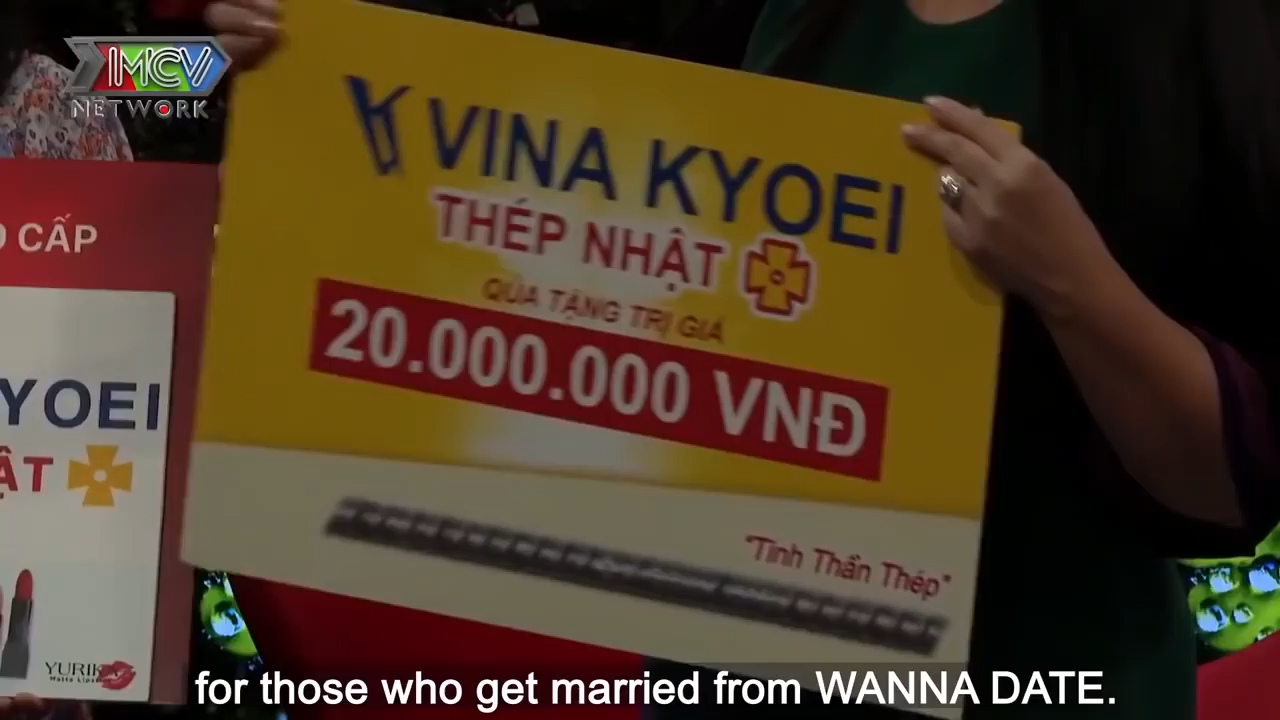 MCV
NETWORK
VINA KYOEI
THÉP NHẬT
QUÀ TẶNG TRỊ GIÁ
20.000.000 VNĐ
"Tinh Thần Thép"
CẤP
YOEI
ẬT
YURIKA
for those who get married from WANNA DATE.